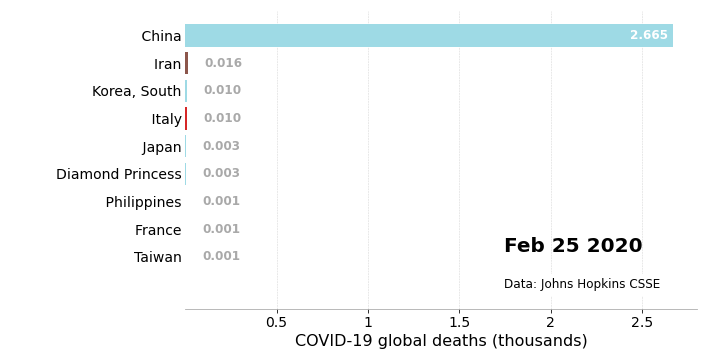 China 2.665
Iran 0.016
Korea, South 0.010
Italy 0.010
Japan 0.003
Diamond Princess 0.003
Philippines 0.001
France 0.001
Taiwan 0.001
Feb 25 2020
Data: Johns Hopkins CSSE
0.5 1 1.5 2 2.5
COVID-19 global deaths (thousands)